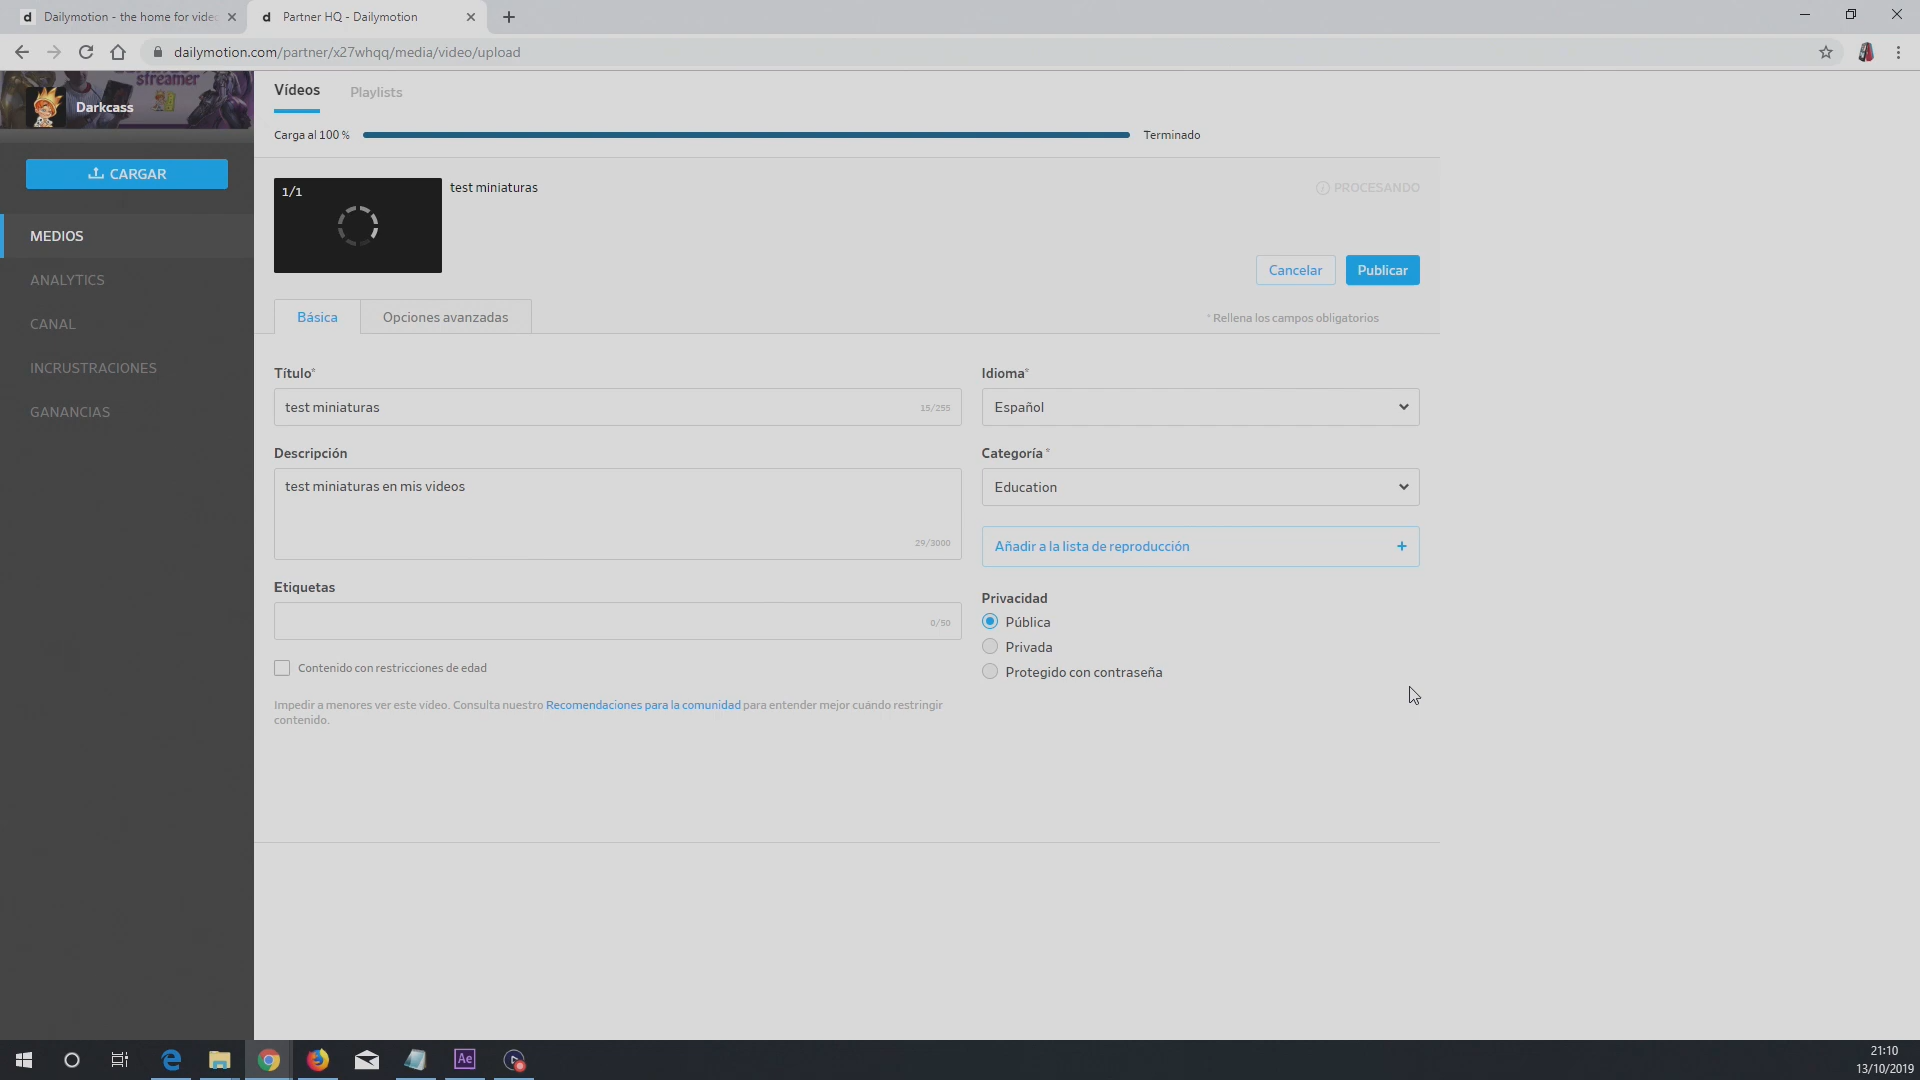 Dailymotion - the home for vide
Partner HQ - Dailymotion
dailymotion.com/partner/x27whqq/media/video/upload
streamer
Darkcass
CARGAR
MEDIOS
ANALYTICS
CANAL
INCRUSTRACIONES
GANANCIAS
Vídeos
Playlists
Carga al 100 %
Terminado
1/1
test miniaturas
PROCESANDO
Cancelar
Publicar
Básica
Opciones avanzadas
* Rellena los campos obligatorios
Título*
test miniaturas
15/255
Idioma*
Español
Descripción
test miniaturas en mis videos
29/3000
Categoría *
Education
Añadir a la lista de reproducción
+
Etiquetas
0/50
Privacidad
Pública
Privada
Protegido con contraseña
Contenido con restricciones de edad
Impedir a menores ver este vídeo. Consulta nuestro Recomendaciones para la comunidad para entender mejor cuándo restringir
contenido.
Ae
21:10
13/10/2019